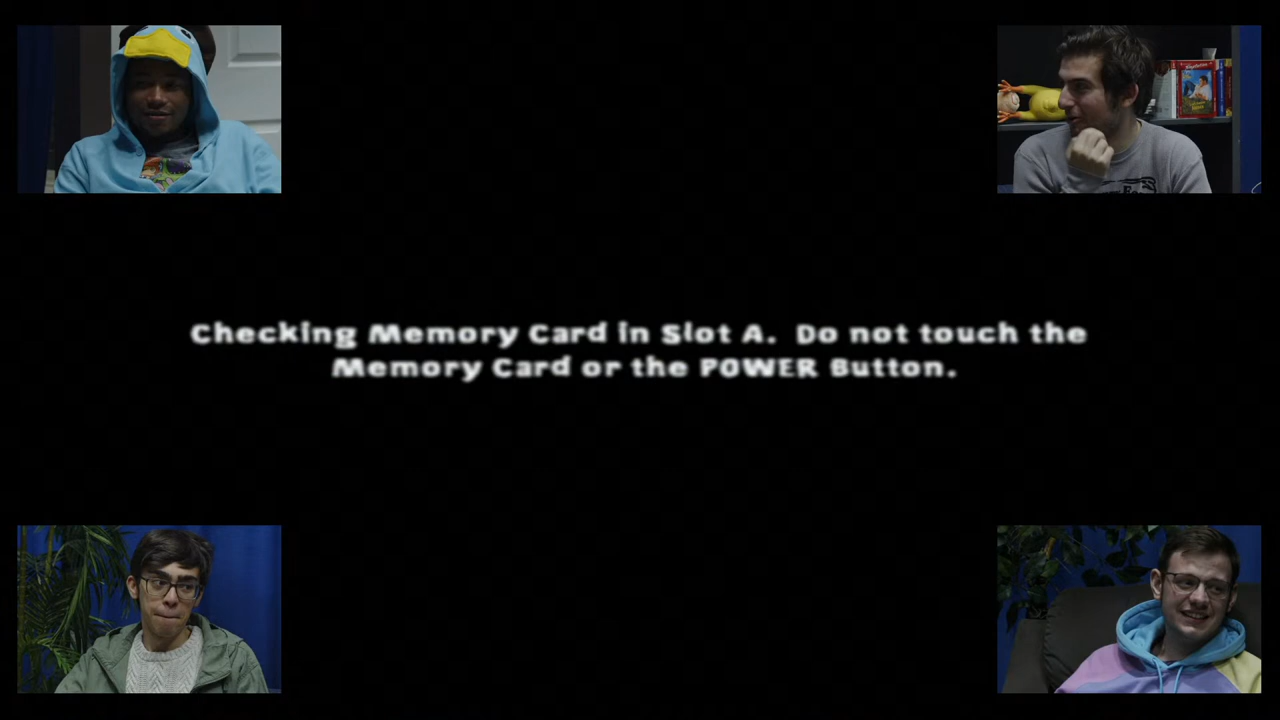 Checking Memory Card in Slot A. Do not touch the
Memory Card or the POWER Button.